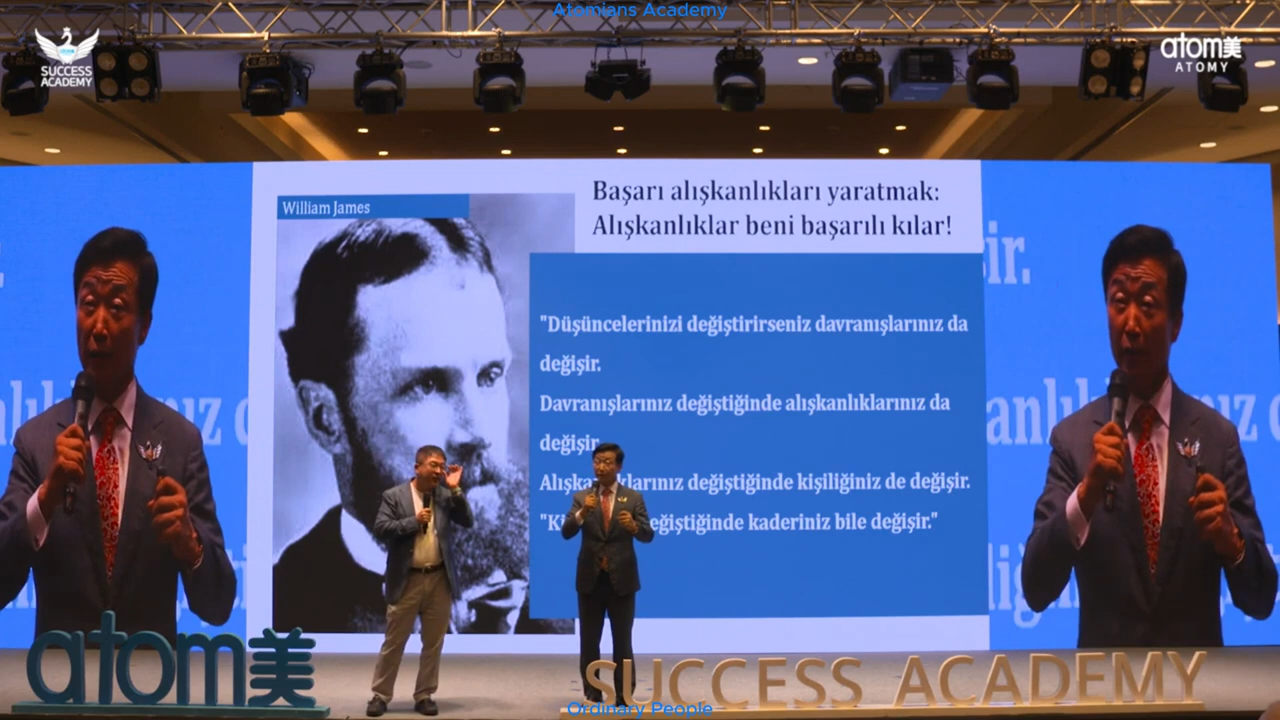 Atomians Academy
SUCCESS
ACADEMY
atom美
ATOMY
William James
Başarı alışkanlıkları yaratmak:
Alışkanlıklar beni başarılı kılar!
"Düşüncelerinizi değiştirirseniz davranışlarınız da
değişir.
Davranışlarınız değiştiğinde alışkanlıklarınız da
değişir
değiştiğinde kişiliğiniz de değişir.
değiştiğinde kaderiniz bile değişir."
atom美
SUCCESS ACADEMY
Ordinary People